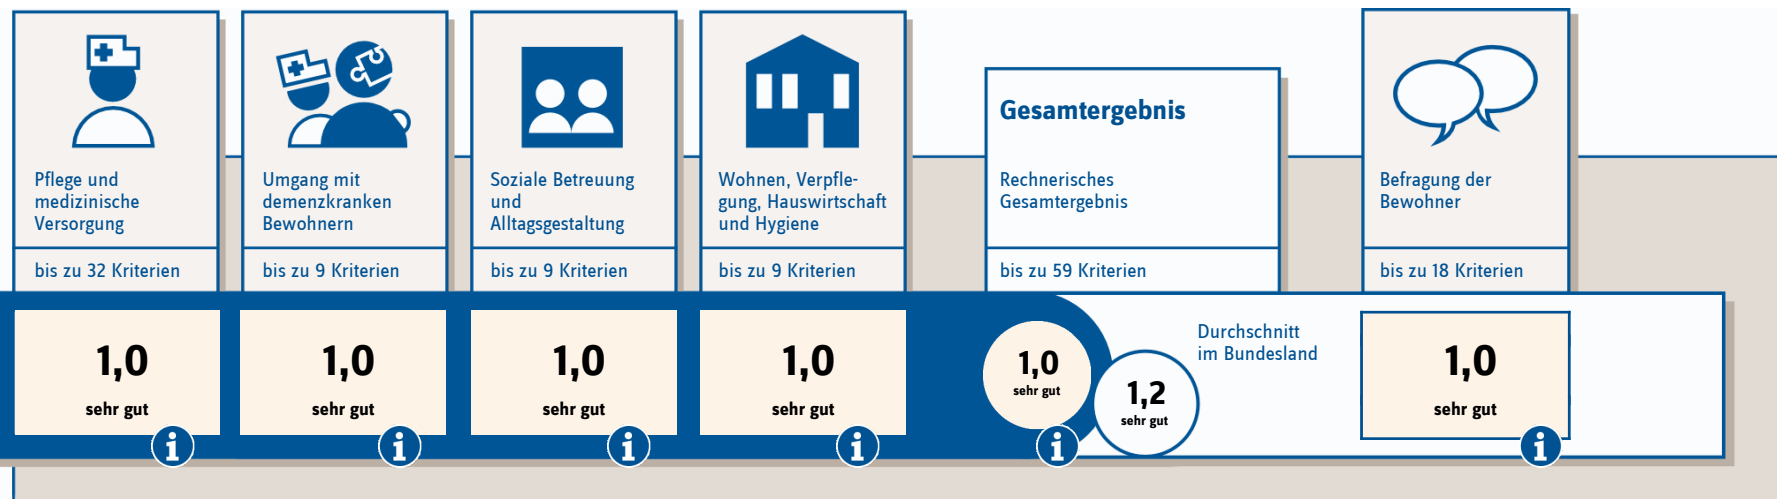 Pflege und
medizinische
Versorgung
bis zu 32 Kriterien
1,0
sehr gut
i
Umgang mit
demenzkranken
Bewohnern
bis zu 9 Kriterien
1,0
sehr gut
i
Soziale Betreuung
und
Alltagsgestaltung
bis zu 9 Kriterien
1,0
sehr gut
i
Wohnen, Verpfle-
gung, Hauswirtschaft
und Hygiene
bis zu 9 Kriterien
1,0
sehr gut
i
Gesamtergebnis
Rechnerisches
Gesamtergebnis
bis zu 59 Kriterien
1,0
sehr gut
i
1,2
sehr gut
Durchschnitt
im Bundesland
Befragung der
Bewohner
bis zu 18 Kriterien
1,0
sehr gut
i